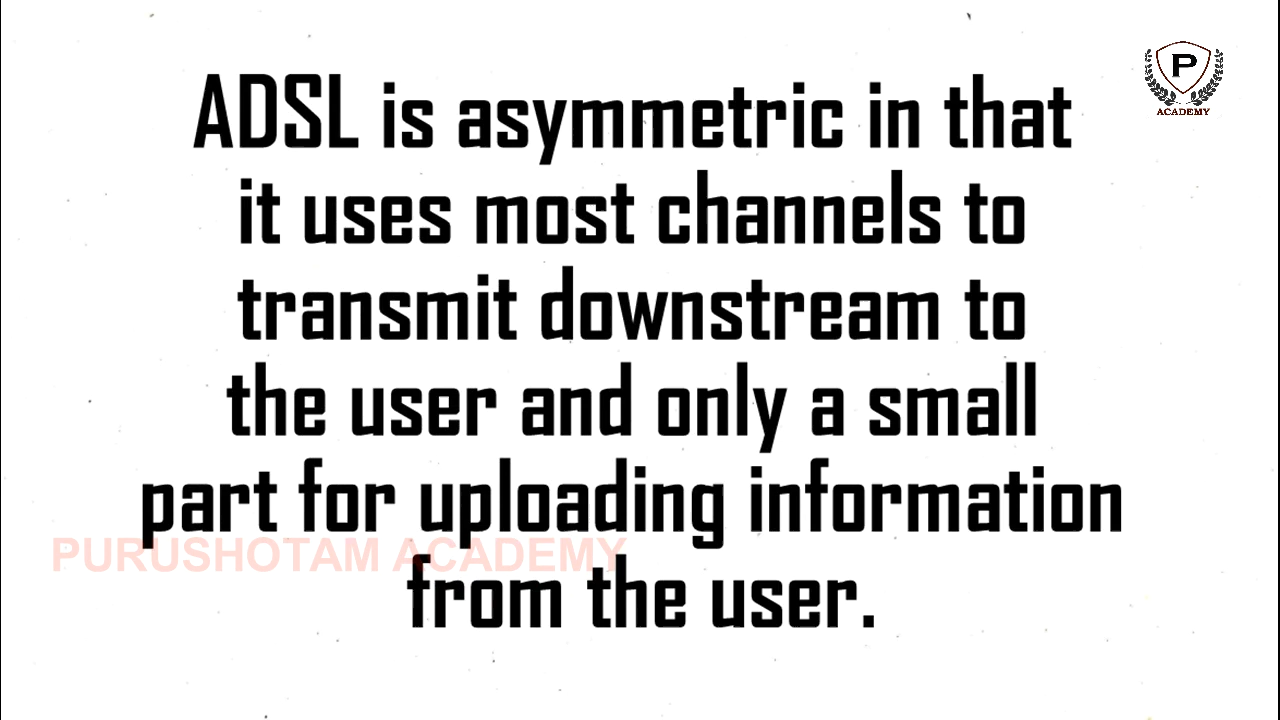 P
ACADEMY
ADSL is asymmetric in that
it uses most channels to
transmit downstream to
the user and only a small
part for uploading information
PURUSHOTAM ACADEMY
from the user.